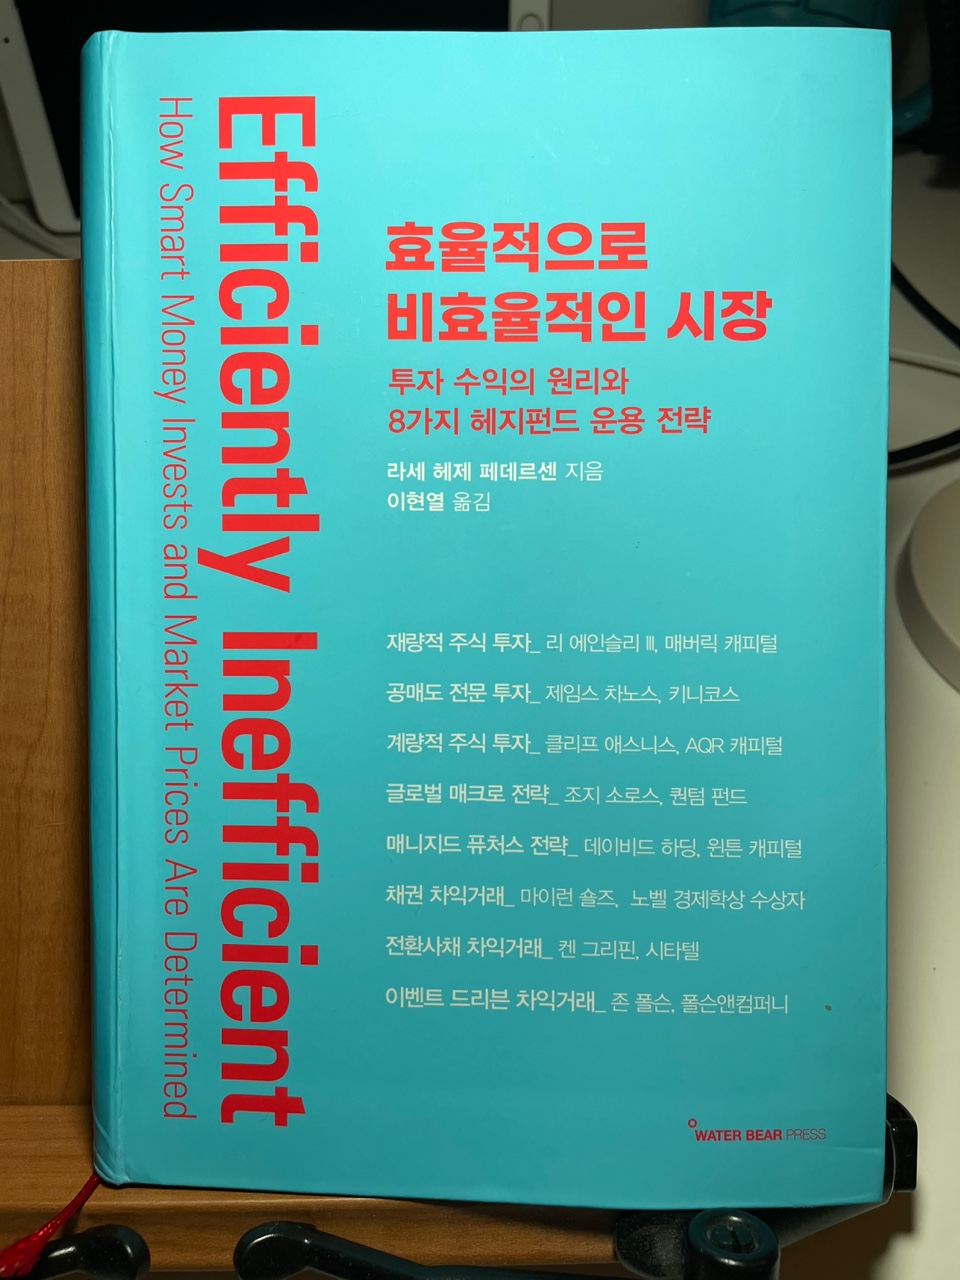 Efficiently Inefficient
How Smart Money Invests and Market Prices Are Determined
효율적으로
비효율적인 시장
투자 수익의 원리와
8가지 헤지펀드 운용 전략
라세 헤제 페데르센 지음
이현열 옮김
재량적 주식 투자_ 리 에인슬리 III, 매버릭 캐피털
공매도 전문 투자_ 제임스 차노스, 키니코스
계량적 주식 투자_ 클리프 애스니스, AQR 캐피털
글로벌 매크로 전략_ 조지 소로스, 퀀텀 펀드
매니지드 퓨처스 전략_ 데이비드 하딩, 윈튼 캐피털
채권 차익거래_ 마이런 숄즈, 노벨 경제학상 수상자
전환사채 차익거래_ 켄 그리핀, 시타텔
이벤트 드리븐 차익거래_ 존 폴슨, 폴슨앤컴퍼니
WATER BEAR PRESS